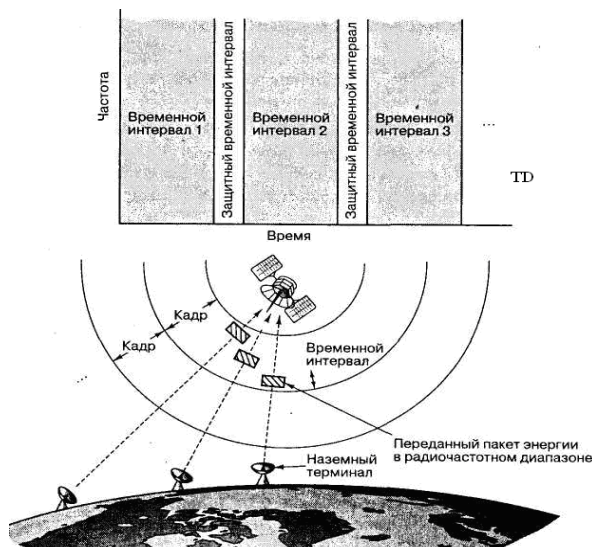 Частота
Временной
интервал 1
Защитный временной интервал
Временной
интервал 2
Защитный временной интервал
Временной
интервал 3
...
TD
Время
Кадр
Кадр
Временной
интервал
...
Переданный пакет энергии
в радиочастотном диапазоне
Наземный
терминал